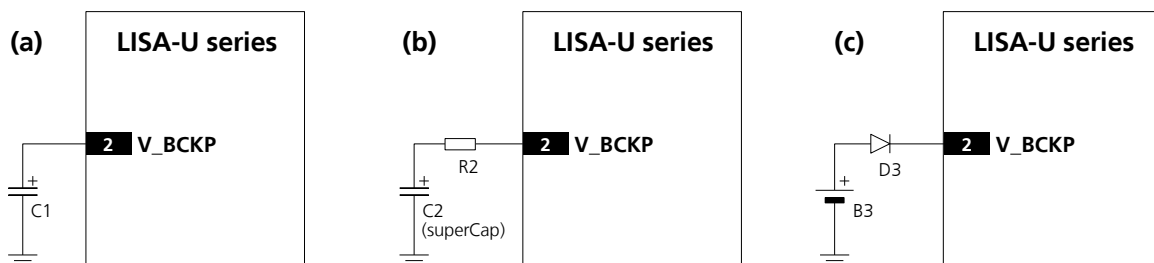 (a)
LISA-U series
2 V_BCKP
+
C1
(b)
LISA-U series
2 V_BCKP
R2
+
C2
(superCap)
(c)
LISA-U series
2 V_BCKP
D3
+
B3